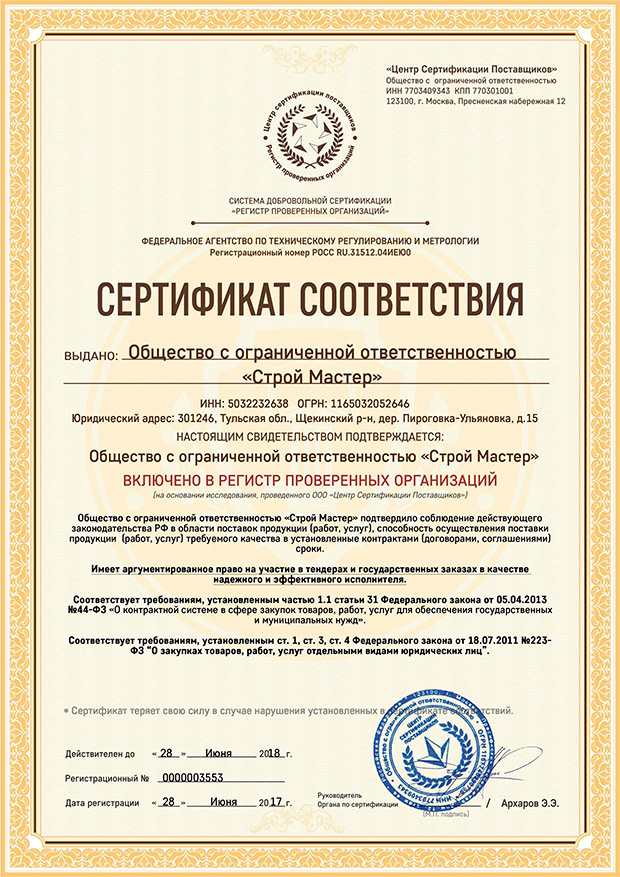 «Центр Сертификации Поставщиков»
Общество с ограниченной ответственностью
ИНН 7703409343 КПП 770301001
123100, г. Москва, Пресненская набережная 12
Центр сертификации поставщиков
Регистр проверенных организаций
СИСТЕМА ДОБРОВОЛЬНОЙ СЕРТИФИКАЦИИ
«РЕГИСТР ПРОВЕРЕННЫХ ОРГАНИЗАЦИЙ»
ФЕДЕРАЛЬНОЕ АГЕНТСТВО ПО ТЕХНИЧЕСКОМУ РЕГУЛИРОВАНИЮ И МЕТРОЛОГИИ
Регистрационный номер РОСС RU.31512.04ИЕЮ0
СЕРТИФИКАТ СООТВЕТСТВИЯ
ВЫДАНО: Общество с ограниченной ответственностью
«Строй Мастер»
ИНН: 5032232638 ОГРН: 1165032052646
Юридический адрес: 301246, Тульская обл., Щекинский р-н, дер. Пироговка-Ульяновка, д.15
НАСТОЯЩИМ СВИДЕТЕЛЬСТВОМ ПОДТВЕРЖДАЕТСЯ:
Общество с ограниченной ответственностью «Строй Мастер»
ВКЛЮЧЕНО В РЕГИСТР ПРОВЕРЕННЫХ ОРГАНИЗАЦИЙ
(на основании исследования, проведенного ООО «Центр Сертификации Поставщиков»)
Общество с ограниченной ответственностью «Строй Мастер» подтвердило соблюдение действующего
законодательства РФ в области поставок продукции (работ, услуг), способность осуществления поставки
продукции (работ, услуг) требуемого качества в установленные контрактами (договорами, соглашениями)
сроки.
Имеет аргументированное право на участие в тендерах и государственных заказах в качестве
надежного и эффективного исполнителя.
Соответствует требованиям, установленным частью 1.1 статьи 31 Федерального закона от 05.04.2013
№44-ФЗ «О контрактной системе в сфере закупок товаров, работ, услуг для обеспечения государственных
и муниципальных нужд».
Соответствует требованиям, установленным ст. 1, ст. 3, ст. 4 Федерального закона от 18.07.2011 №223-
ФЗ "О закупках товаров, работ, услуг отдельными видами юридических лиц".
* Сертификат теряет свою силу в случае нарушения установленных в сертификате соответствий.
Действителен до « 28 » Июня 2018 г.
Регистрационный № 0000003553
Дата регистрации « 28 » Июня 2017 г.
Руководитель
Органа по сертификации / Архаров Э.Э.
(М.П. подпись)
Общество с ограниченной ответственностью
ЦЕНТР
СЕРТИФИКАЦИИ
ПОСТАВЩИКОВ
ИНН 7703409343